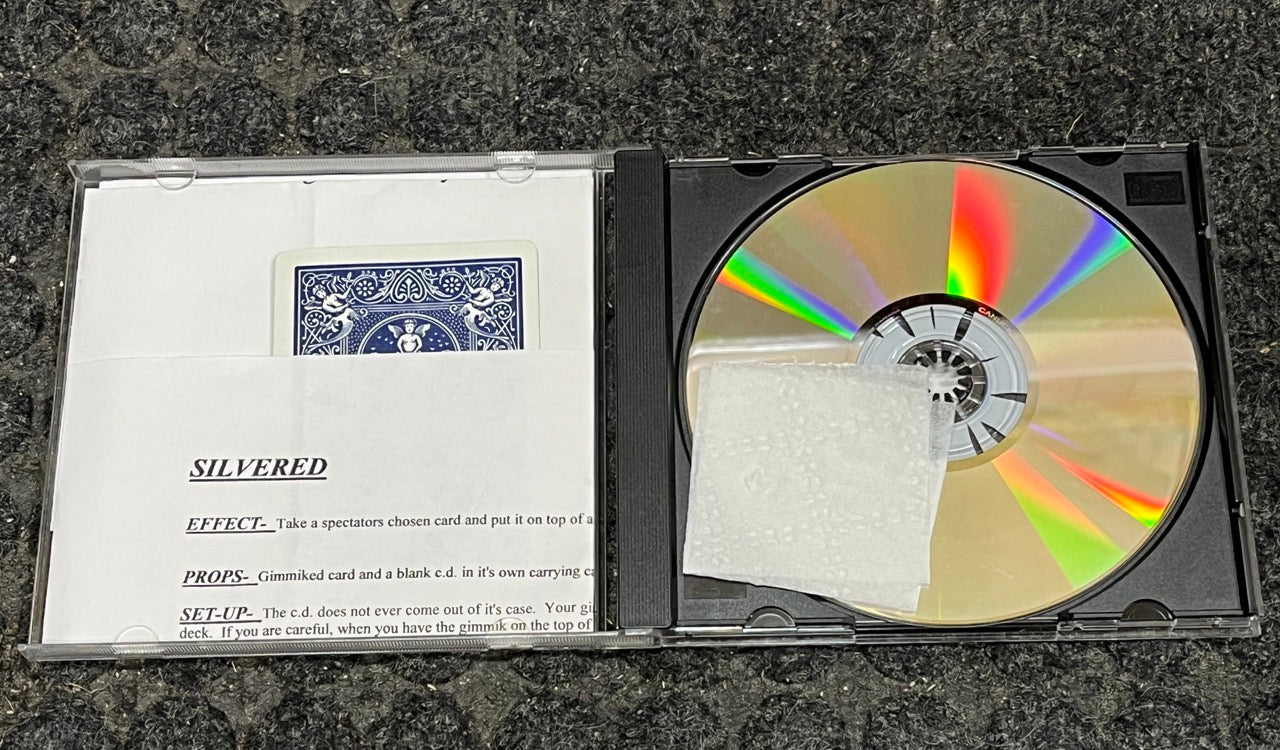 SILVERED
EFFECT- Take a spectators chosen card and put it on top of a
PROPS- Gimmiked card and a blank c.d. in it's own carrying
SET-UP- The c.d. does not ever come out of it's case. Your
deck. If you are careful, when you have the gimmik on the top of